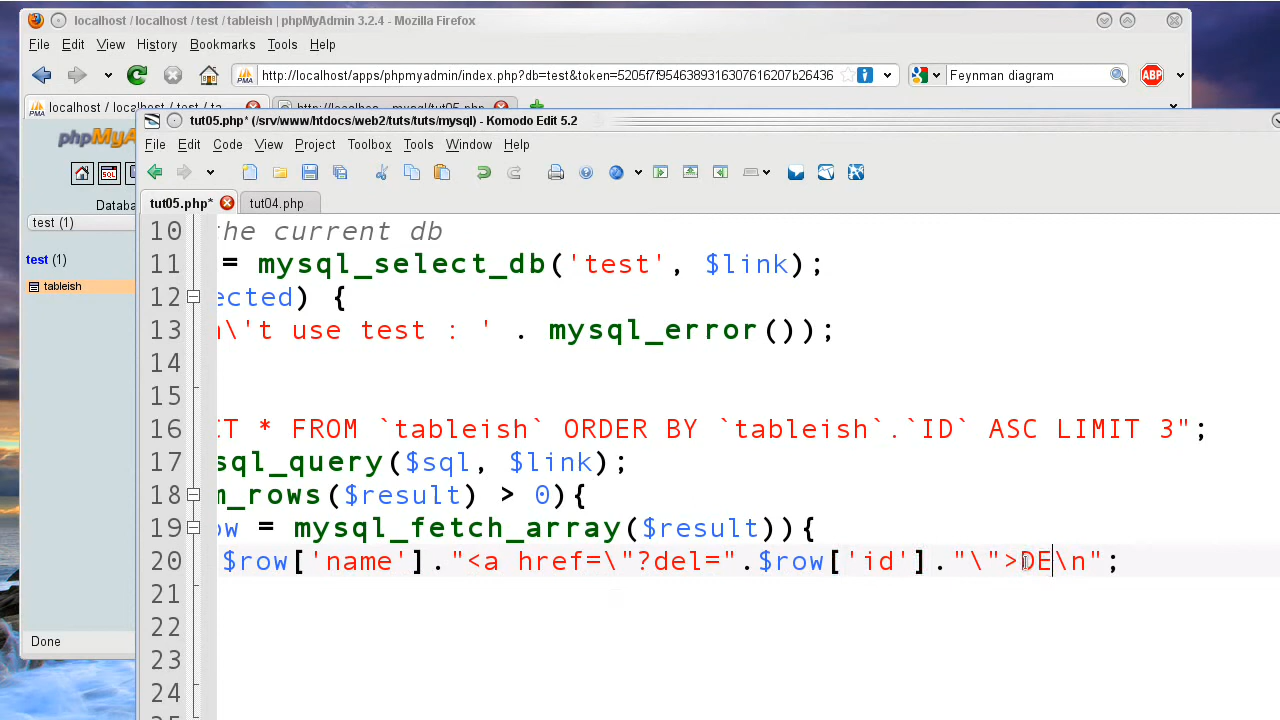 localhost / localhost / test / tableish | phpMyAdmin 3.2.4 - Mozilla Firefox
File Edit View History Bookmarks Tools Help
http://localhost/apps/phpmyadmin/index.php?db=test&token=5205f7f9546389316307616207b26436
Feynman diagram
ABP
PMA localhost / localhost / test / ta
tut05.php* (/srv/www/htdocs/web2/tuts/tuts/mysql) - Komodo Edit 5.2
File Edit Code View Project Toolbox Tools Window Help
phpMyA
SQL
Databa
test (1)
test (1)
tableish
Done
tut05.php* tut04.php
10 the current db
11 = mysql_select_db('test', $link);
12 ected) {
13 \'t use test : ' . mysql_error());
14
15
16 CT * FROM `tableish` ORDER BY `tableish`.`ID` ASC LIMIT 3";
17 sql_query($sql, $link);
18 m_rows($result) > 0){
19 ow = mysql_fetch_array($result)){
20 $row['name']."<a href=\"?del=".$row['id']."\">DE\n";
21
22
23
24